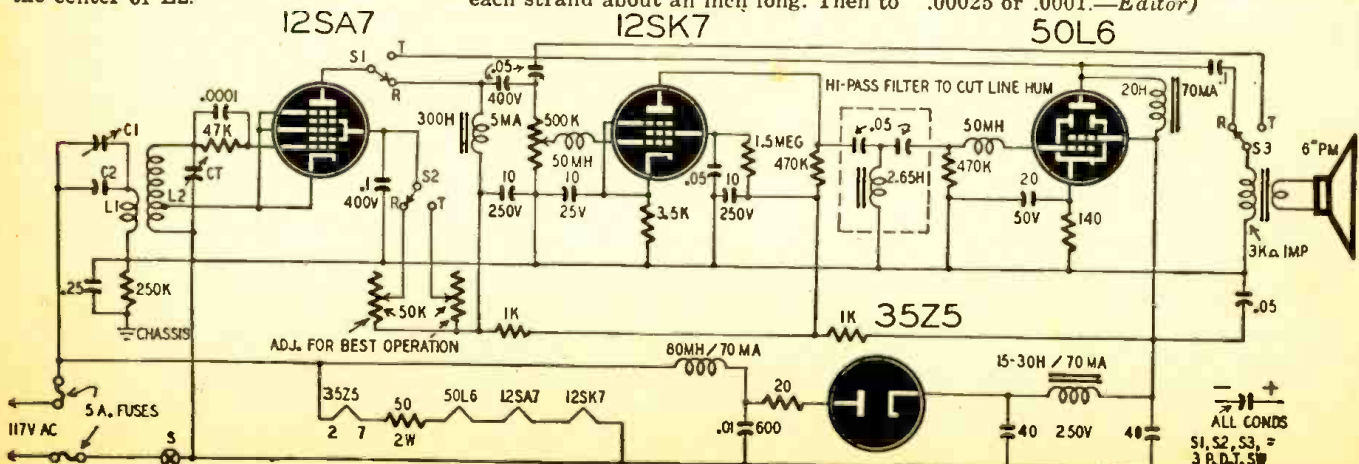 the center of L2.
each strand about an inch long. Then to
.00025 or .0001.—Editor)
12SA7
12SK7
50L6
S1
T
R
.05
400V
.0001
47K
C1
C2
L1
L2
CT
300H
5MA
500K
50MH
10
250V
10
25V
.1
400V
S2
R
T
3.5K
.05
1.5MEG
10
250V
470K
HI-PASS FILTER TO CUT LINE HUM
.05
2.65H
50MH
470K
20
50V
140
20H
70MA
.1
R
T
S3
6" PM
3KΩ IMP
.05
.25
250K
CHASSIS
50K
ADJ. FOR BEST OPERATION
1K
1K
35Z5
80MH/70 MA
15-30H/70 MA
5 A. FUSES
117V AC
S
35Z5
2 7
50
2W
50L6
12SA7
12SK7
.01
600
20
40
250V
40
- +
ALL CONDS
S1, S2, S3, =
3 P. D.T. SW